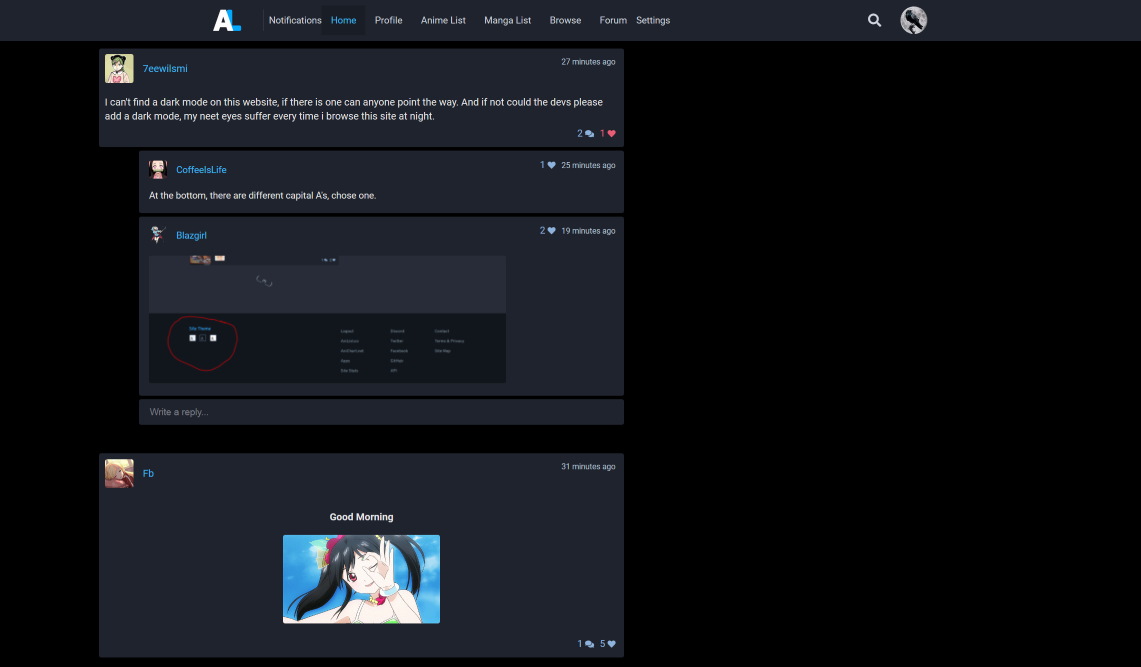 AL
Notifications Home Profile Anime List Manga List Browse Forum Settings
7eewilsmi
27 minutes ago
I can't find a dark mode on this website, if there is one can anyone point the way. And if not could the devs please
add a dark mode, my neet eyes suffer every time i browse this site at night.
2 1
CoffeeIsLife
1 25 minutes ago
At the bottom, there are different capital A's, chose one.
Blazgirl
2 19 minutes ago
Site Theme
Logout Discord Contact
Twitter Terms & Privacy
Facebook Site Map
Apps GitHub
Site Stats API
Write a reply...
Fb
31 minutes ago
Good Morning
1 5